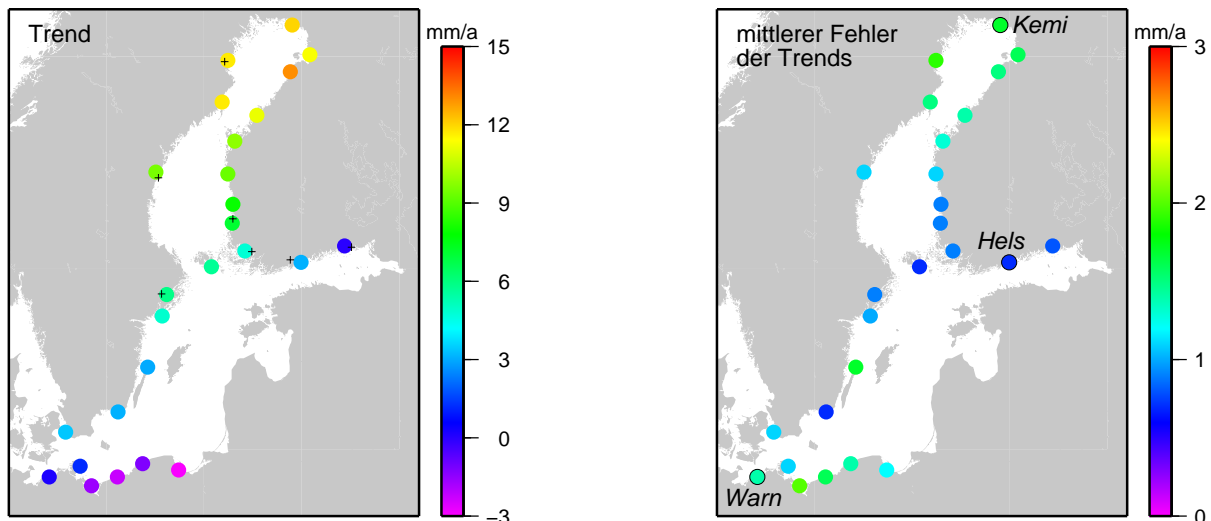 Trend
mm/a
15
12
9
6
3
0
−3
mittlerer Fehler
der Trends
Kemi
Hels
Warn
mm/a
3
2
1
0